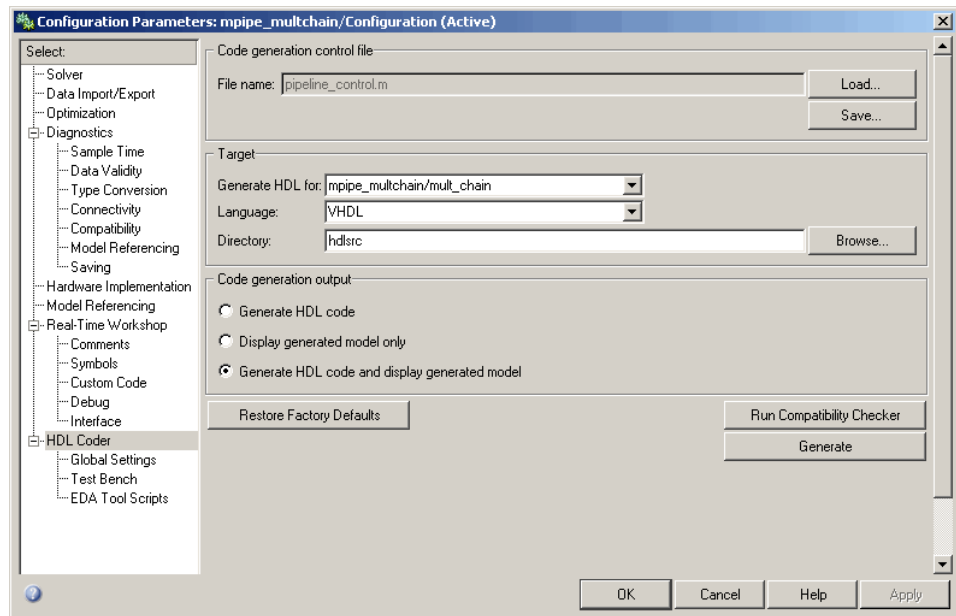 Configuration Parameters: mpipe_multchain/Configuration (Active)
Select:
Solver
Data Import/Export
Optimization
Diagnostics
Sample Time
Data Validity
Type Conversion
Connectivity
Compatibility
Model Referencing
Saving
Hardware Implementation
Model Referencing
Real-Time Workshop
Comments
Symbols
Custom Code
Debug
Interface
HDL Coder
Global Settings
Test Bench
EDA Tool Scripts
Code generation control file
File name: pipeline_control.m
Load...
Save...
Target
Generate HDL for: mpipe_multchain/mult_chain
Language: VHDL
Directory: hdlsrc Browse...
Code generation output
Generate HDL code
Display generated model only
Generate HDL code and display generated model
Restore Factory Defaults Run Compatibility Checker
Generate
OK Cancel Help Apply